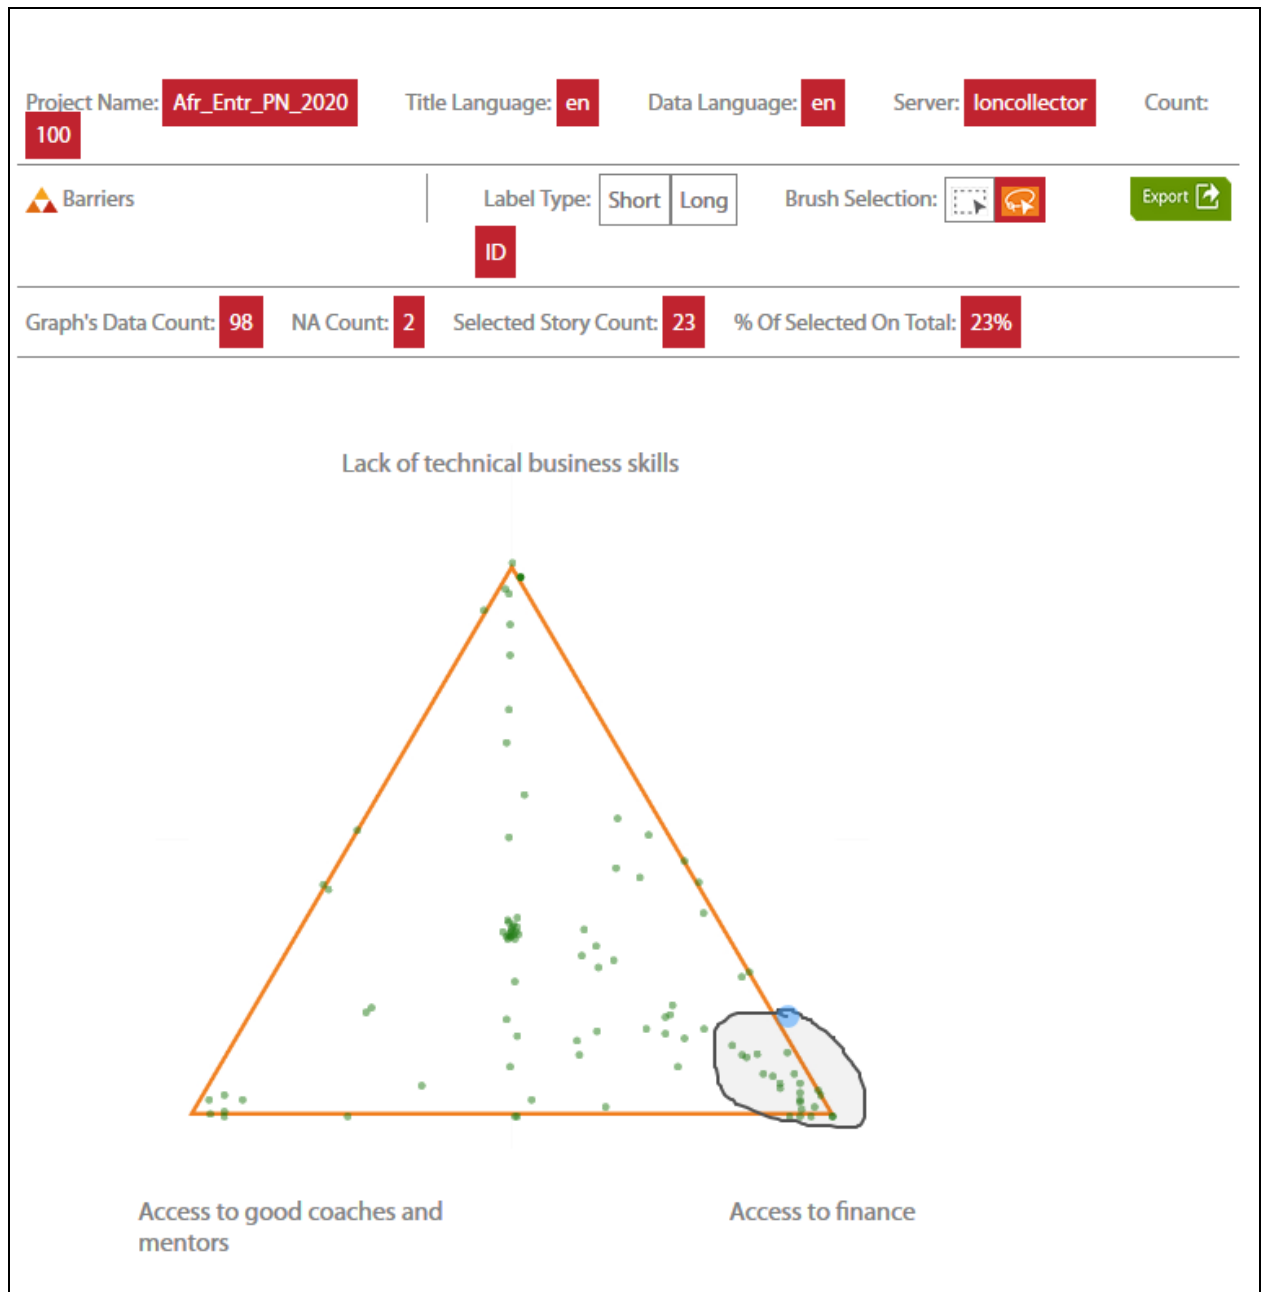 Project Name: Afr_Entr_PN_2020 Title Language: en Data Language: en Server: loncollector Count:
100
Barriers Label Type: Short Long Brush Selection: Export
ID
Graph's Data Count: 98 NA Count: 2 Selected Story Count: 23 % Of Selected On Total: 23%
Lack of technical business skills
Access to good coaches and
mentors
Access to finance